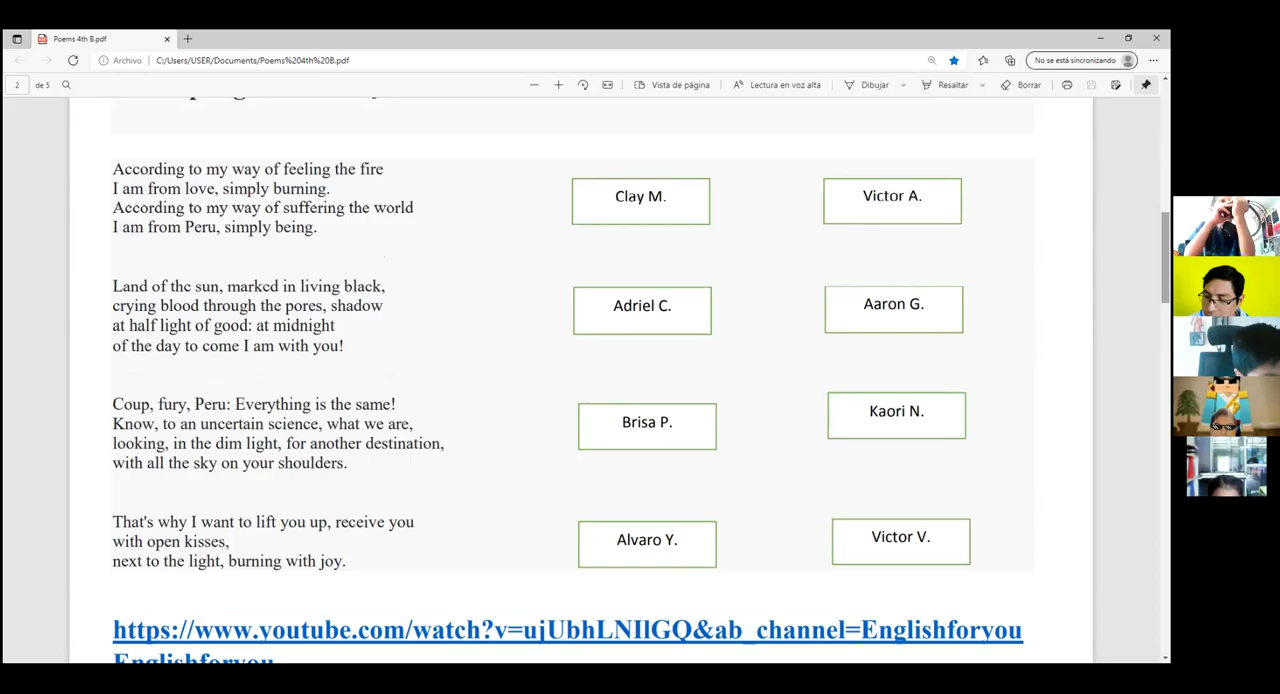 Poems 4th B.pdf
Archivo C:/Users/USER/Documents/Poems%204th%20B.pdf No se está sincronizando
2 de 5 Vista de página Lectura en voz alta Dibujar Resaltar Borrar
According to my way of feeling the fire
I am from love, simply burning.
According to my way of suffering the world
I am from Peru, simply being.
Clay M. Victor A.
Land of the sun, marked in living black,
crying blood through the pores, shadow
at half light of good: at midnight
of the day to come I am with you!
Adriel C. Aaron G.
Coup, fury, Peru: Everything is the same!
Know, to an uncertain science, what we are,
looking, in the dim light, for another destination,
with all the sky on your shoulders.
Brisa P. Kaori N.
That's why I want to lift you up, receive you
with open kisses,
next to the light, burning with joy.
Alvaro Y. Victor V.
https://www.youtube.com/watch?v=ujUbhLNIlGQ&ab_channel=Englishforyou
Englishforyou